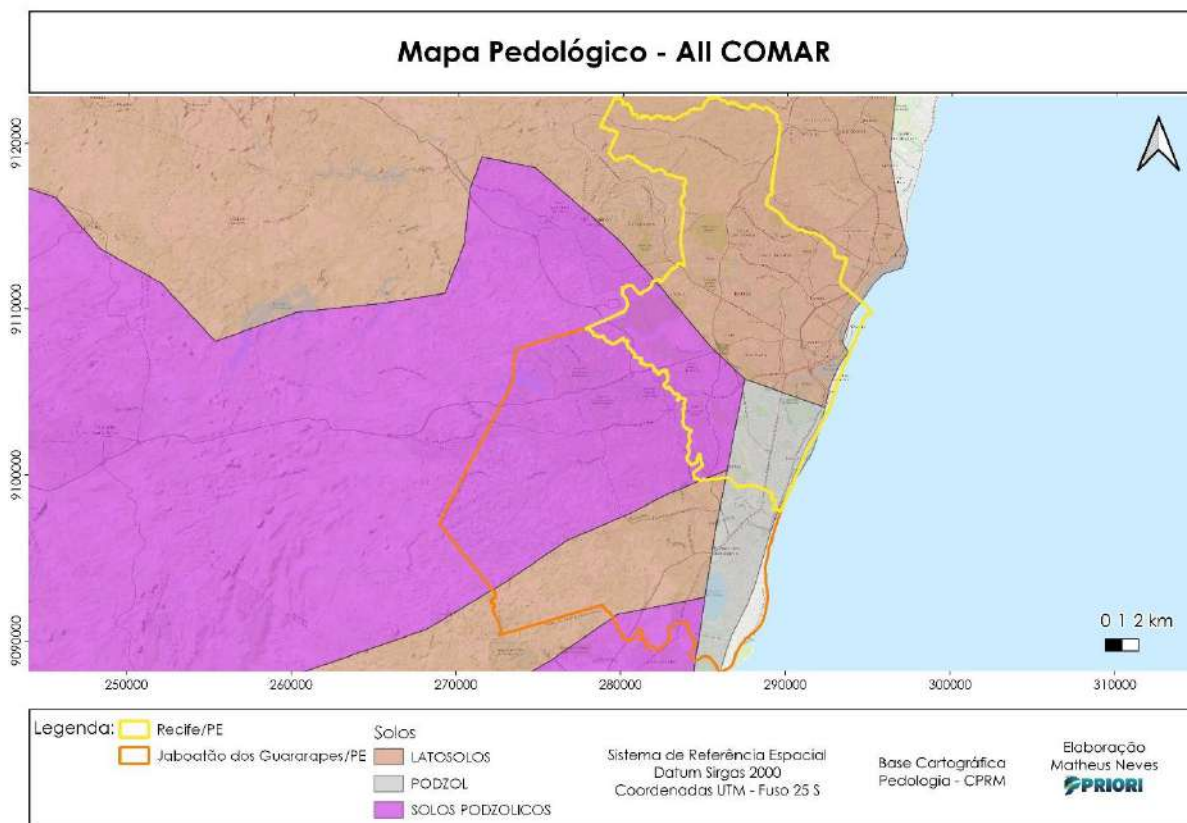 Mapa Pedológico - AII COMAR
9120000
9110000
9100000
9090000
0 1 2 km
250000
260000
270000
280000
290000
300000
310000
Legenda:
Recife/PE
Jaboatão dos Guararapes/PE
Solos
LATOSOLOS
PODZOL
SOLOS PODZOLICOS
Sistema de Referência Espacial
Datum Sirgas 2000
Coordenadas UTM - Fuso 25 S
Base Cartográfica
Pedologia - CPRM
Elaboração
Matheus Neves
PRIORI